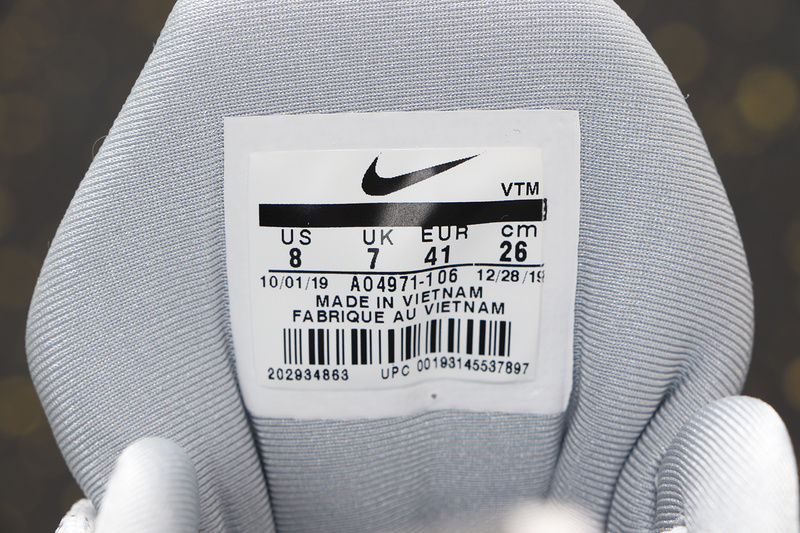 VTM
US UK EUR cm
8 7 41 26
10/01/19 AO4971-106 12/28/19
MADE IN VIETNAM
FABRIQUE AU VIETNAM
202934863 UPC 00193145537897